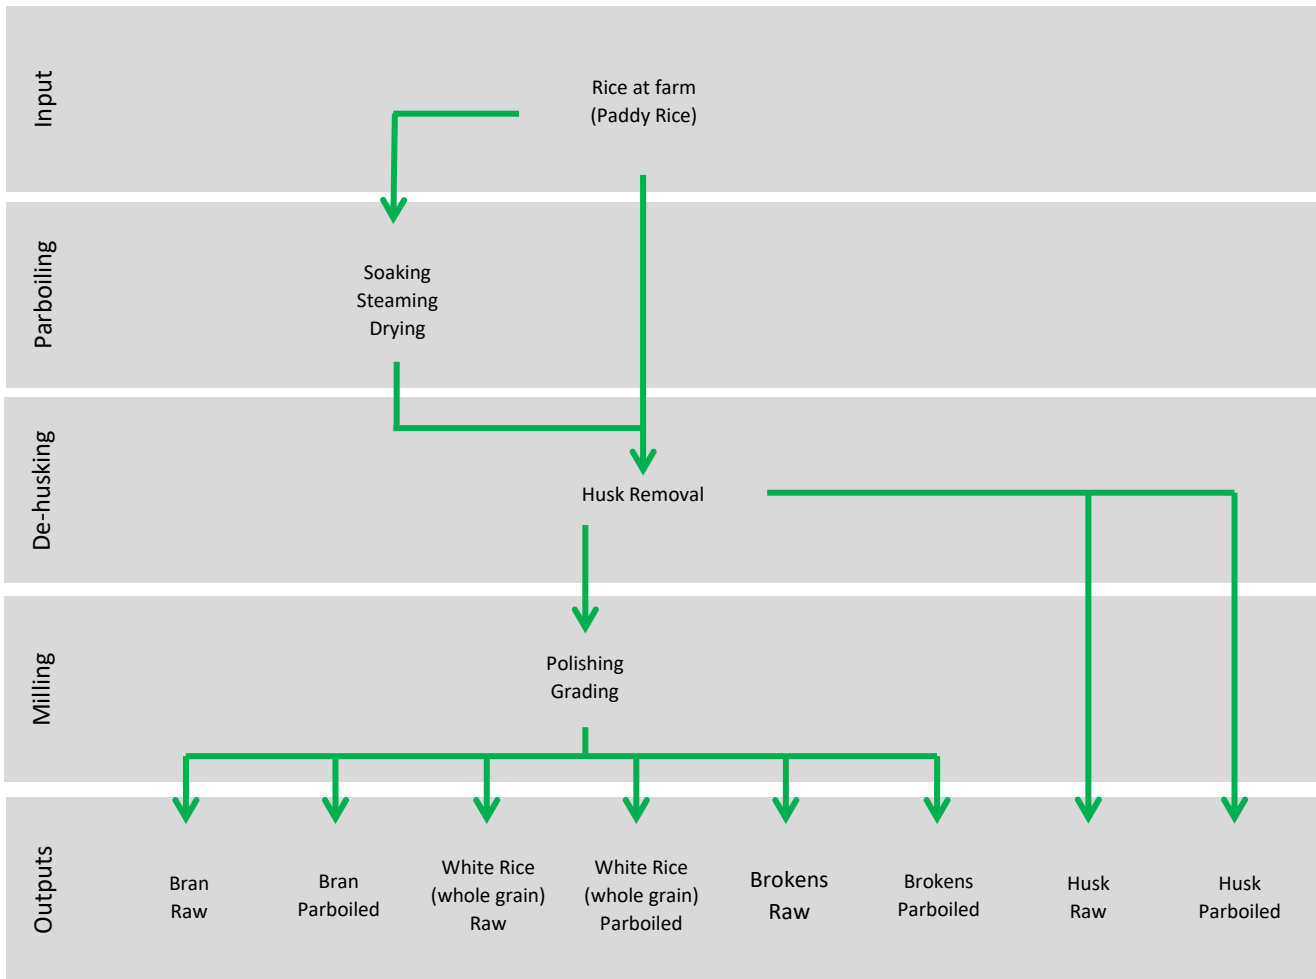 Input
Rice at farm
(Paddy Rice)
Parboiling
Soaking
Steaming
Drying
De-husking
Husk Removal
Milling
Polishing
Grading
Outputs
Bran
Raw
Bran
Parboiled
White Rice
(whole grain)
Raw
White Rice
(whole grain)
Parboiled
Brokens
Raw
Brokens
Parboiled
Husk
Raw
Husk
Parboiled